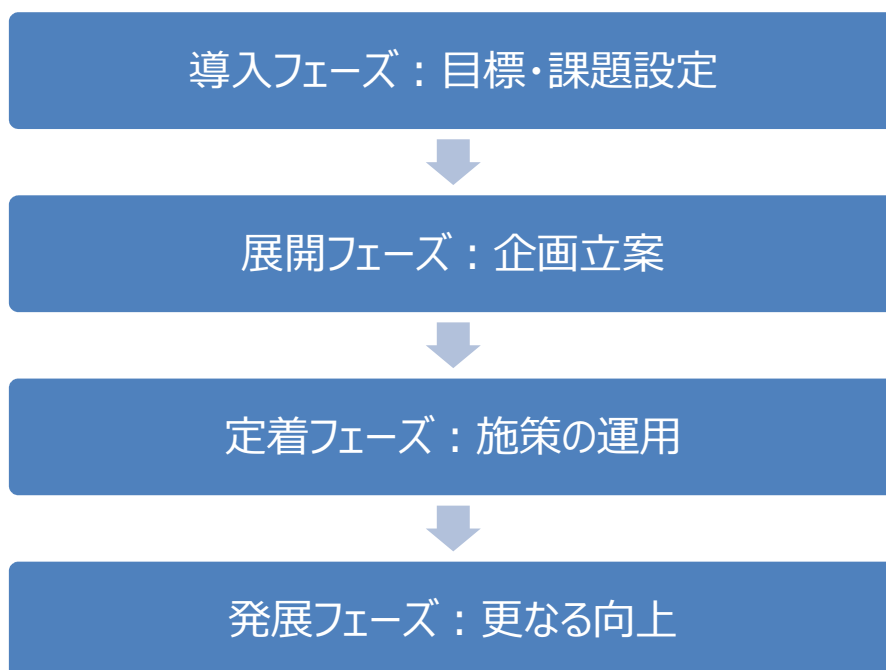 導入フェーズ：目標・課題設定
展開フェーズ：企画立案
定着フェーズ：施策の運用
発展フェーズ：更なる向上